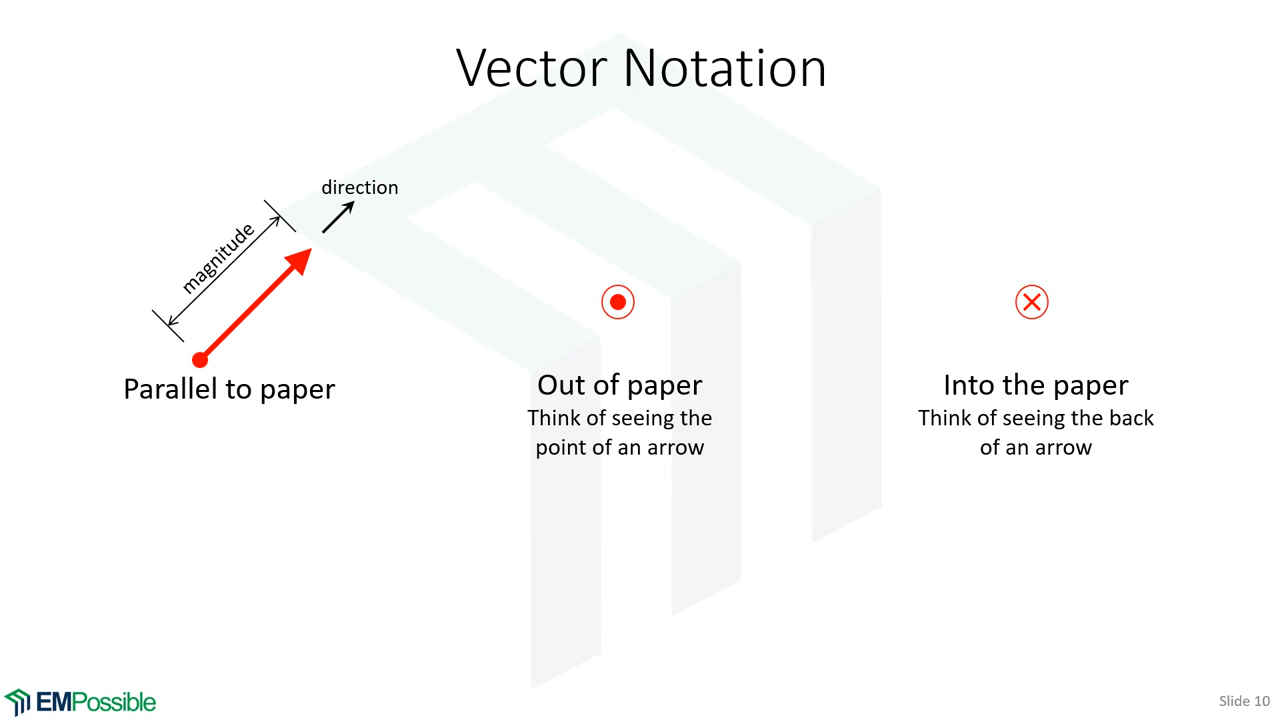 Vector Notation
direction
magnitude
Parallel to paper
Out of paper
Think of seeing the
point of an arrow
Into the paper
Think of seeing the back
of an arrow
EMPossible
Slide 10